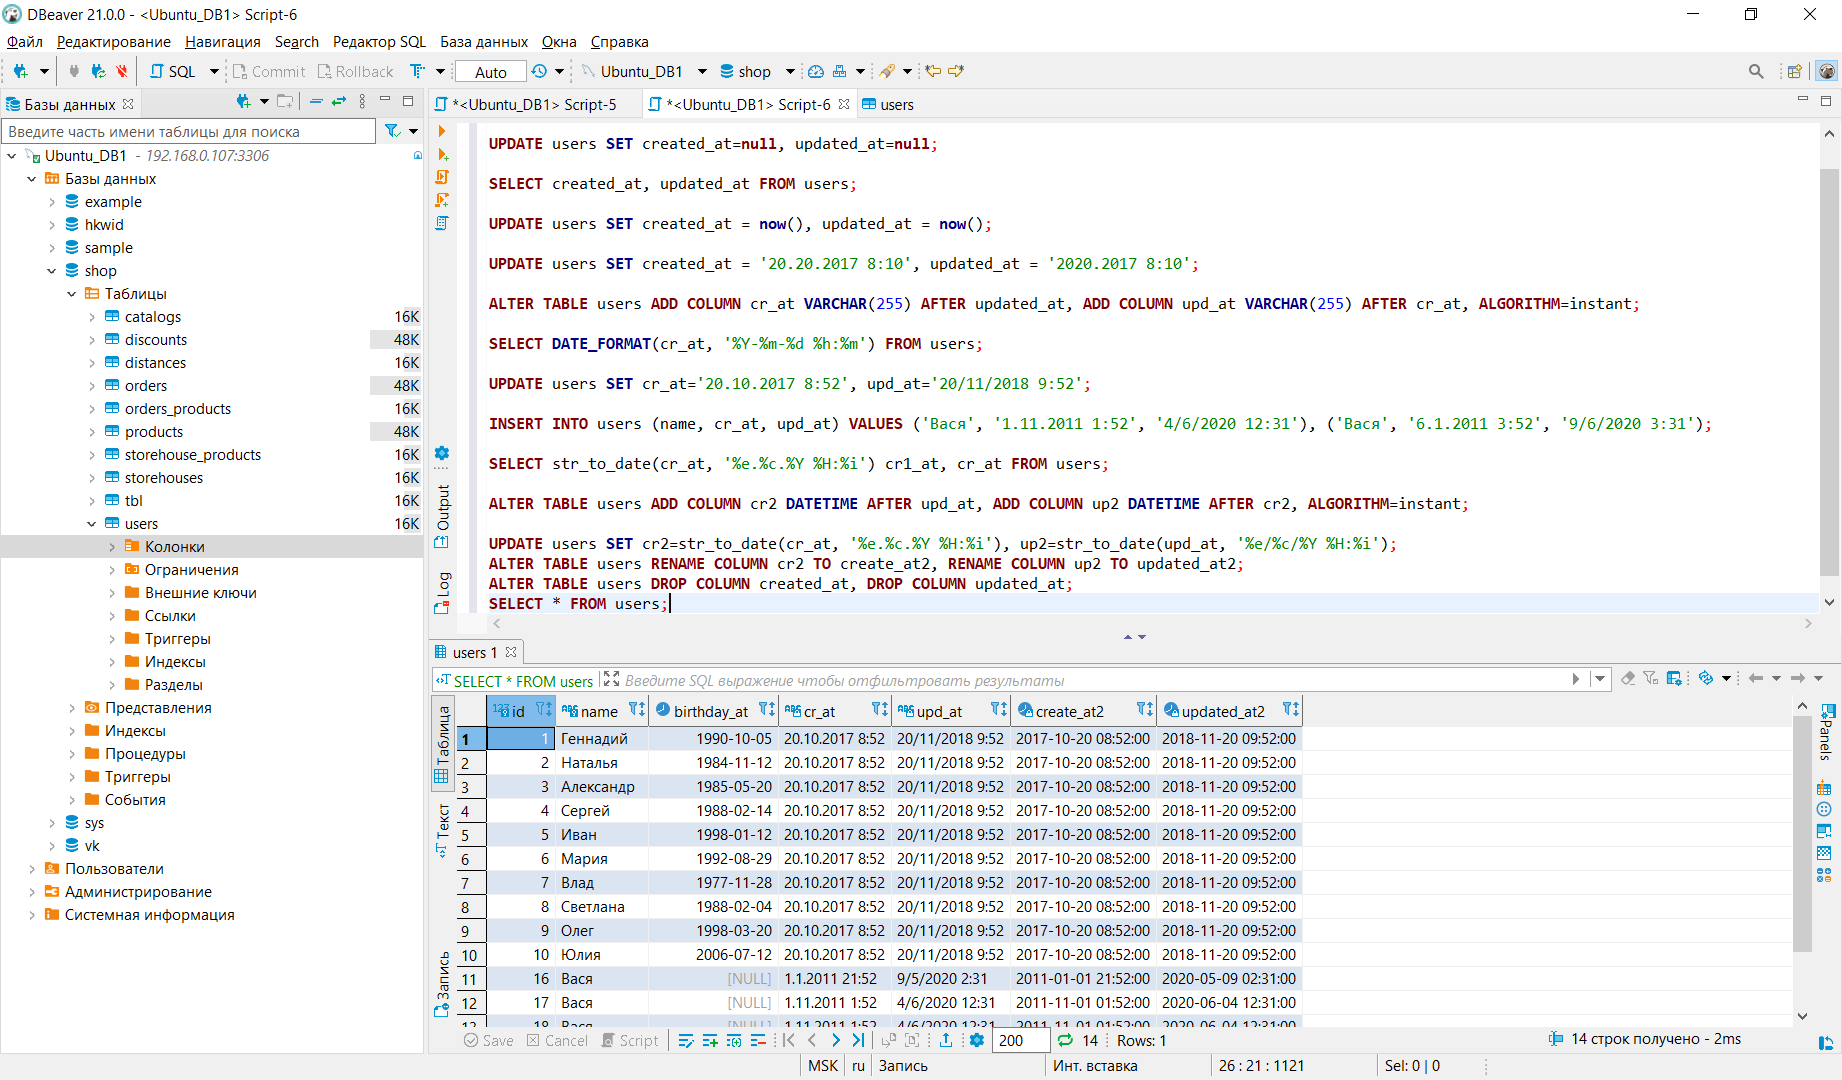 DBeaver 21.0.0 - <Ubuntu_DB1> Script-6
Файл Редактирование Навигация Search Редактор SQL База данных Окна Справка
SQL Commit Rollback Auto Ubuntu_DB1 shop
Базы данных
Введите часть имени таблицы для поиска
Ubuntu_DB1 - 192.168.0.107:3306
Базы данных
example
hkwid
sample
shop
Таблицы
catalogs 16K
discounts 48K
distances 16K
orders 48K
orders_products 16K
products 48K
storehouse_products 16K
storehouses 16K
tbl 16K
users 16K
Колонки
Ограничения
Внешние ключи
Ссылки
Триггеры
Индексы
Разделы
Представления
Индексы
Процедуры
Триггеры
События
sys
vk
Пользователи
Администрирование
Системная информация
*<Ubuntu_DB1> Script-5 *<Ubuntu_DB1> Script-6 users
UPDATE users SET created_at=null, updated_at=null;
SELECT created_at, updated_at FROM users;
UPDATE users SET created_at = now(), updated_at = now();
UPDATE users SET created_at = '20.20.2017 8:10', updated_at = '2020.2017 8:10';
ALTER TABLE users ADD COLUMN cr_at VARCHAR(255) AFTER updated_at, ADD COLUMN upd_at VARCHAR(255) AFTER cr_at, ALGORITHM=instant;
SELECT DATE_FORMAT(cr_at, '%Y-%m-%d %h:%m') FROM users;
UPDATE users SET cr_at='20.10.2017 8:52', upd_at='20/11/2018 9:52';
INSERT INTO users (name, cr_at, upd_at) VALUES ('Вася', '1.11.2011 1:52', '4/6/2020 12:31'), ('Вася', '6.1.2011 3:52', '9/6/2020 3:31');
SELECT str_to_date(cr_at, '%e.%c.%Y %H:%i') cr1_at, cr_at FROM users;
ALTER TABLE users ADD COLUMN cr2 DATETIME AFTER upd_at, ADD COLUMN up2 DATETIME AFTER cr2, ALGORITHM=instant;
UPDATE users SET cr2=str_to_date(cr_at, '%e.%c.%Y %H:%i'), up2=str_to_date(upd_at, '%e/%c/%Y %H:%i');
ALTER TABLE users RENAME COLUMN cr2 TO create_at2, RENAME COLUMN up2 TO updated_at2;
ALTER TABLE users DROP COLUMN created_at, DROP COLUMN updated_at;
SELECT * FROM users;
Output
Log
users 1
SELECT * FROM users Введите SQL выражение чтобы отфильтровать результаты
Таблица
Текст
Запись
Panels
123 id ABC name birthday_at ABC cr_at ABC upd_at create_at2 updated_at2
1 1 Геннадий 1990-10-05 20.10.2017 8:52 20/11/2018 9:52 2017-10-20 08:52:00 2018-11-20 09:52:00
2 2 Наталья 1984-11-12 20.10.2017 8:52 20/11/2018 9:52 2017-10-20 08:52:00 2018-11-20 09:52:00
3 3 Александр 1985-05-20 20.10.2017 8:52 20/11/2018 9:52 2017-10-20 08:52:00 2018-11-20 09:52:00
4 4 Сергей 1988-02-14 20.10.2017 8:52 20/11/2018 9:52 2017-10-20 08:52:00 2018-11-20 09:52:00
5 5 Иван 1998-01-12 20.10.2017 8:52 20/11/2018 9:52 2017-10-20 08:52:00 2018-11-20 09:52:00
6 6 Мария 1992-08-29 20.10.2017 8:52 20/11/2018 9:52 2017-10-20 08:52:00 2018-11-20 09:52:00
7 7 Влад 1977-11-28 20.10.2017 8:52 20/11/2018 9:52 2017-10-20 08:52:00 2018-11-20 09:52:00
8 8 Светлана 1988-02-04 20.10.2017 8:52 20/11/2018 9:52 2017-10-20 08:52:00 2018-11-20 09:52:00
9 9 Олег 1998-03-20 20.10.2017 8:52 20/11/2018 9:52 2017-10-20 08:52:00 2018-11-20 09:52:00
10 10 Юлия 2006-07-12 20.10.2017 8:52 20/11/2018 9:52 2017-10-20 08:52:00 2018-11-20 09:52:00
11 16 Вася [NULL] 1.1.2011 21:52 9/5/2020 2:31 2011-01-01 21:52:00 2020-05-09 02:31:00
12 17 Вася [NULL] 1.11.2011 1:52 4/6/2020 12:31 2011-11-01 01:52:00 2020-06-04 12:31:00
13 18 Вася [NULL] 1.11.2011 1:52 4/6/2020 12:31 2011-11-01 01:52:00 2020-06-04 12:31:00
Save Cancel Script 200 14 Rows: 1 14 строк получено - 2ms
MSK ru Запись Инт. вставка 26 : 21 : 1121 Sel: 0 | 0